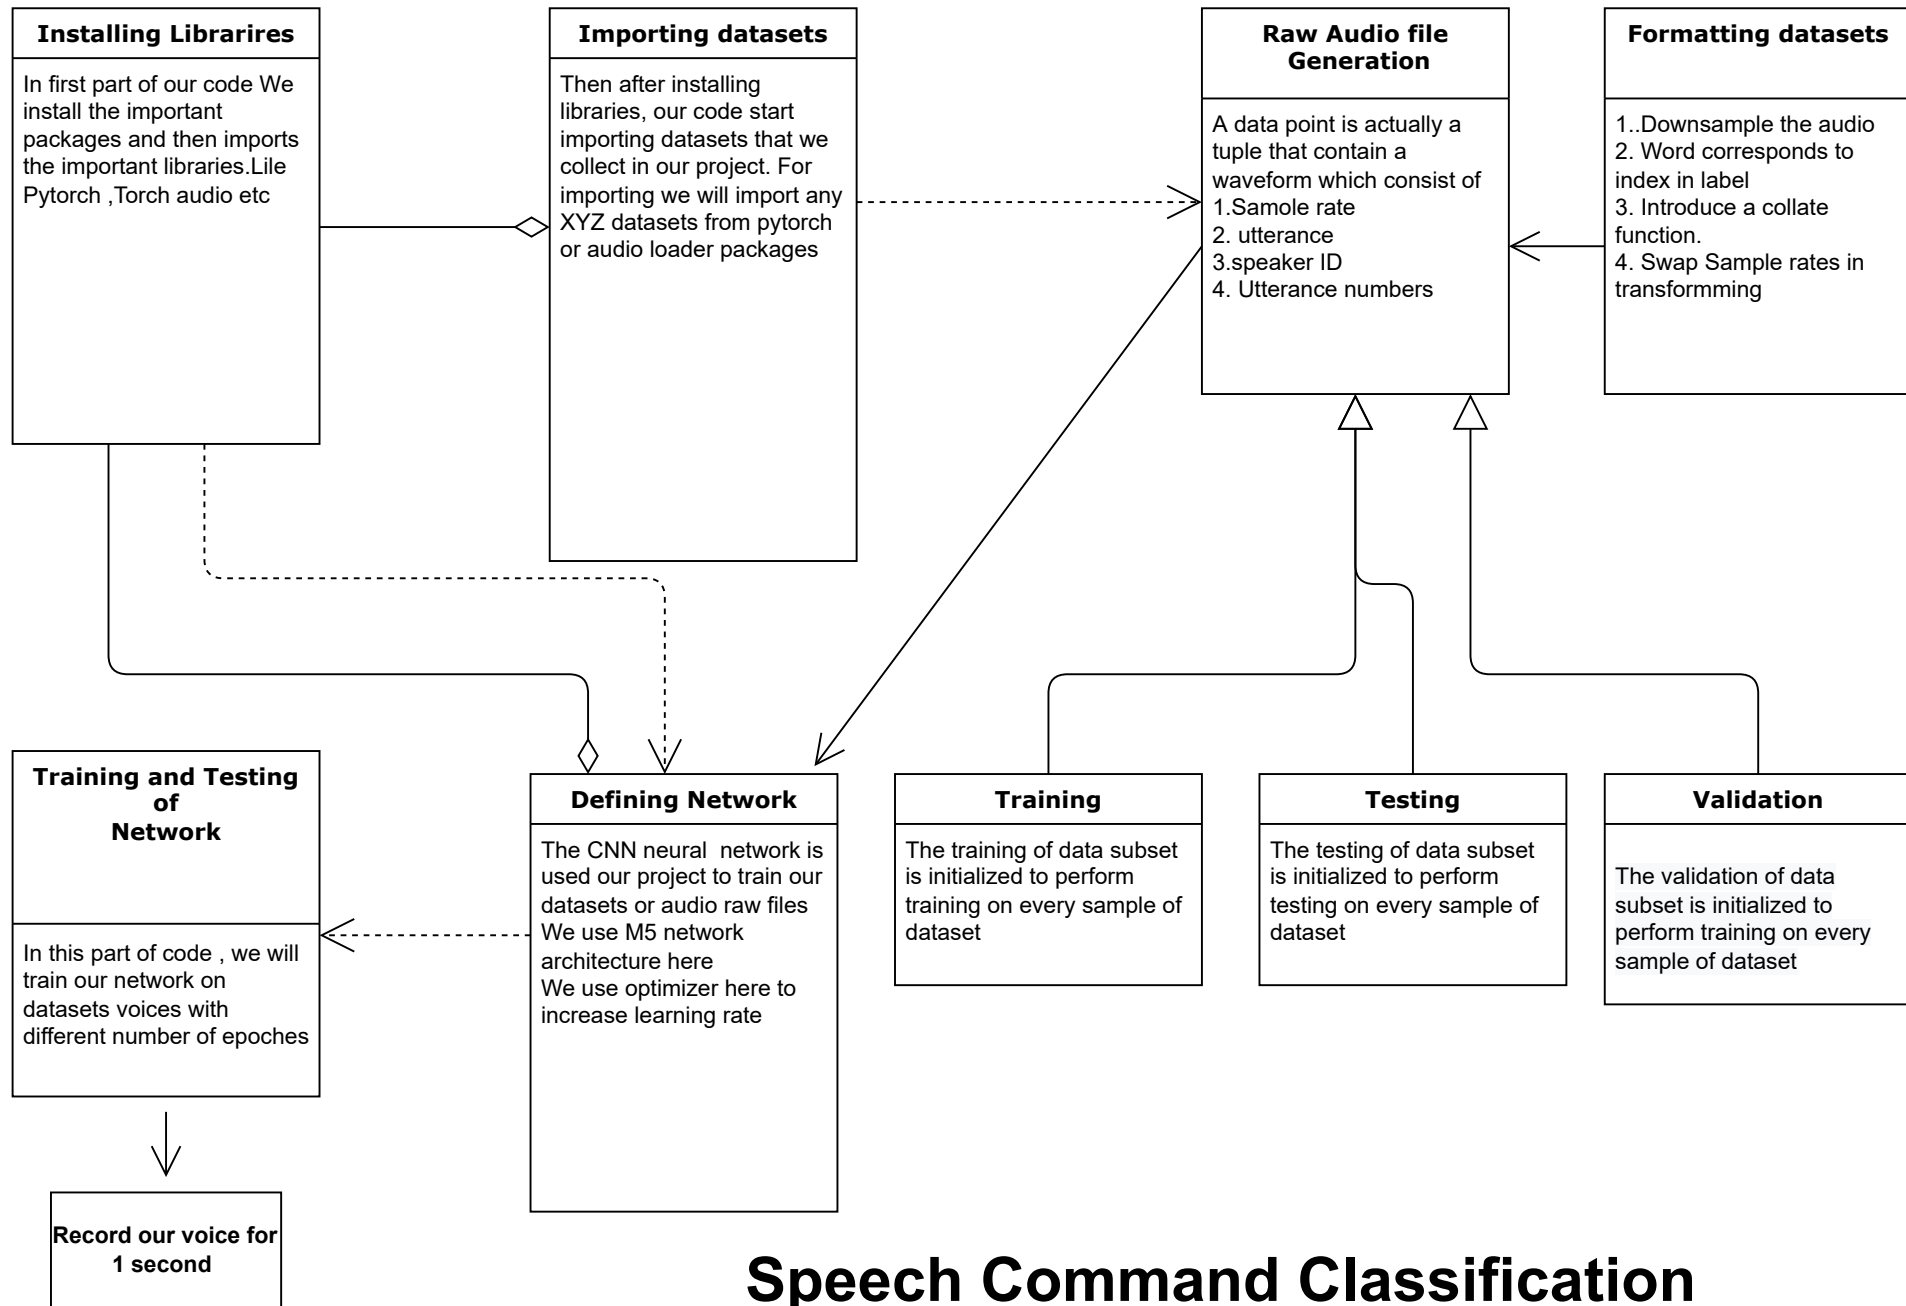 Installing Librarires
In first part of our code We
install the important
packages and then imports
the important libraries.Lile
Pytorch ,Torch audio etc
Importing datasets
Then after installing
libraries, our code start
importing datasets that we
collect in our project. For
importing we will import any
XYZ datasets from pytorch
or audio loader packages
Raw Audio file
Generation
A data point is actually a
tuple that contain a
waveform which consist of
1.Samole rate
2. utterance
3.speaker ID
4. Utterance numbers
Formatting datasets
1..Downsample the audio
2. Word corresponds to
index in label
3. Introduce a collate
function.
4. Swap Sample rates in
transformming
Training and Testing
of
Network
In this part of code , we will
train our network on
datasets voices with
different number of epoches
Defining Network
The CNN neural  network is
used our project to train our
datasets or audio raw files
We use M5 network
architecture here
We use optimizer here to
increase learning rate
Training
The training of data subset
is initialized to perform
training on every sample of
dataset
Testing
The testing of data subset
is initialized to perform
testing on every sample of
dataset
Validation
The validation of data
subset is initialized to
perform training on every
sample of dataset
Record our voice for
1 second
Speech Command Classification